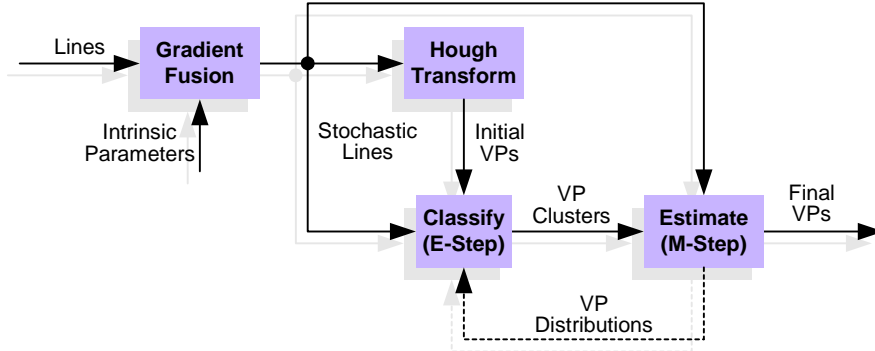 Lines
Gradient
Fusion
Hough
Transform
Intrinsic
Parameters
Stochastic
Lines
Initial
VPs
Classify
(E-Step)
VP
Clusters
Estimate
(M-Step)
Final
VPs
VP
Distributions